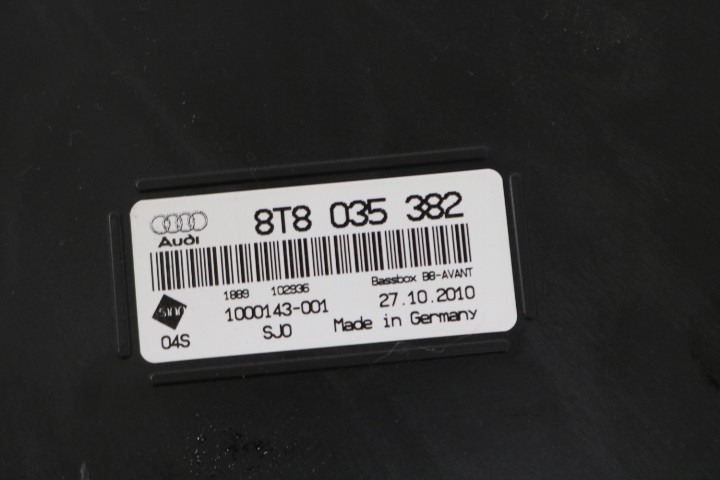 Audi
8T8 035 382
1889 102936
Bassbox B8-AVANT
1000143-001
27.10.2010
04S
SJ0
Made in Germany